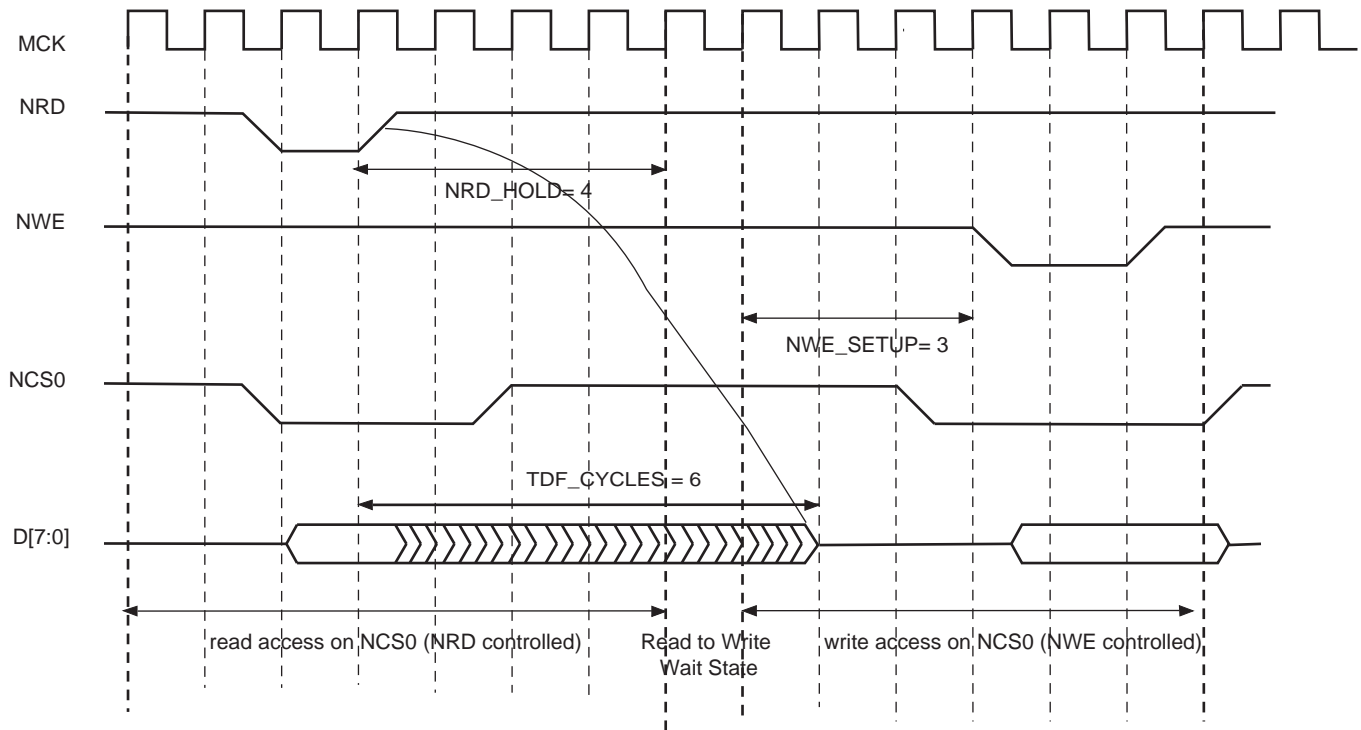 MCK
NRD
NRD_HOLD= 4
NWE
NWE_SETUP= 3
NCS0
TDF_CYCLES = 6
D[7:0]
read access on NCS0 (NRD controlled)
Read to Write
Wait State
write access on NCS0 (NWE controlled)